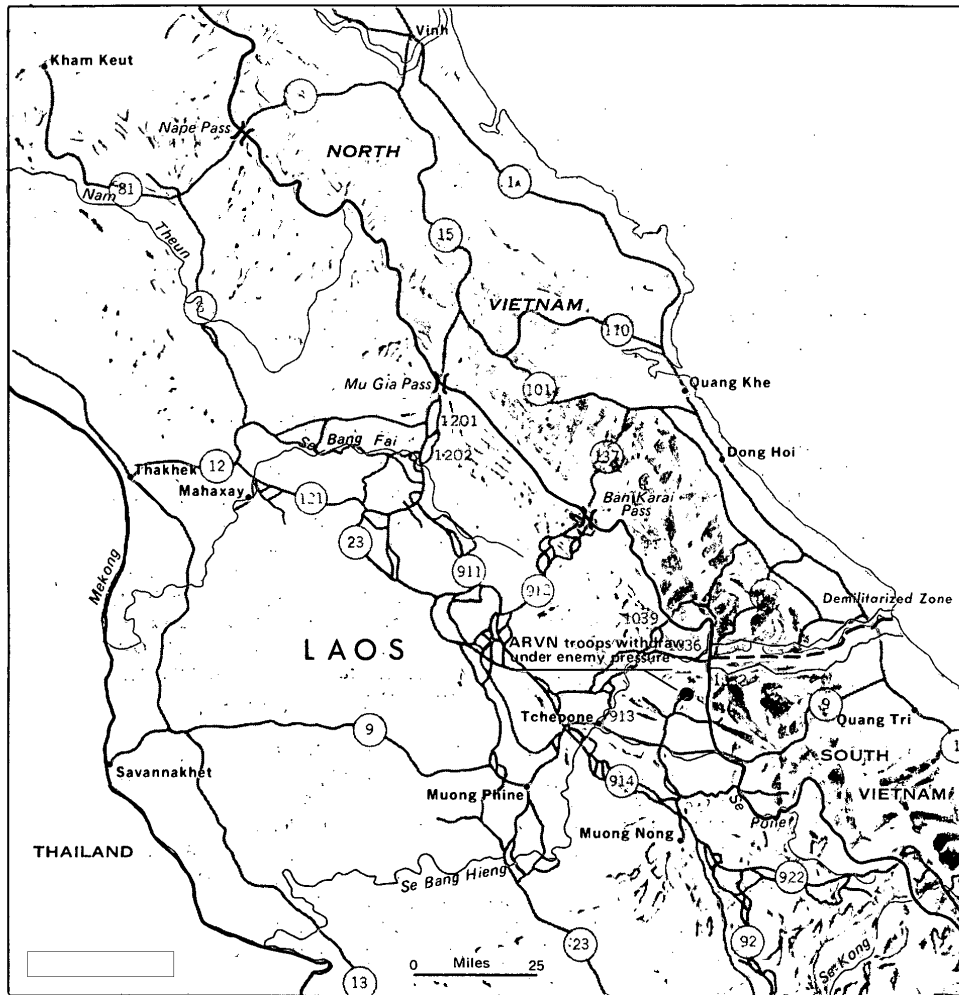 Vinh
Kham Keut
Nape Pass
NORTH
1A
81
Nam
Theun
15
VIETNAM
110
Mu Gia Pass
101
Quang Khe
1201
Se Bang Fai
1202
137
Dong Hoi
Thakhek
12
Mahaxay
121
Ban Karai
Pass
23
911
912
Mekong
Demilitarized Zone
1039
LAOS
ARVN troops withdraw
under enemy pressure
1036
Tchepone
913
9
9
Quang Tri
1
Savannakhet
914
SOUTH
VIETNAM
Muong Phine
Se
Pone
Muong Nong
THAILAND
Se Bang Hieng
922
23
92
Se Kong
0 Miles 25
13